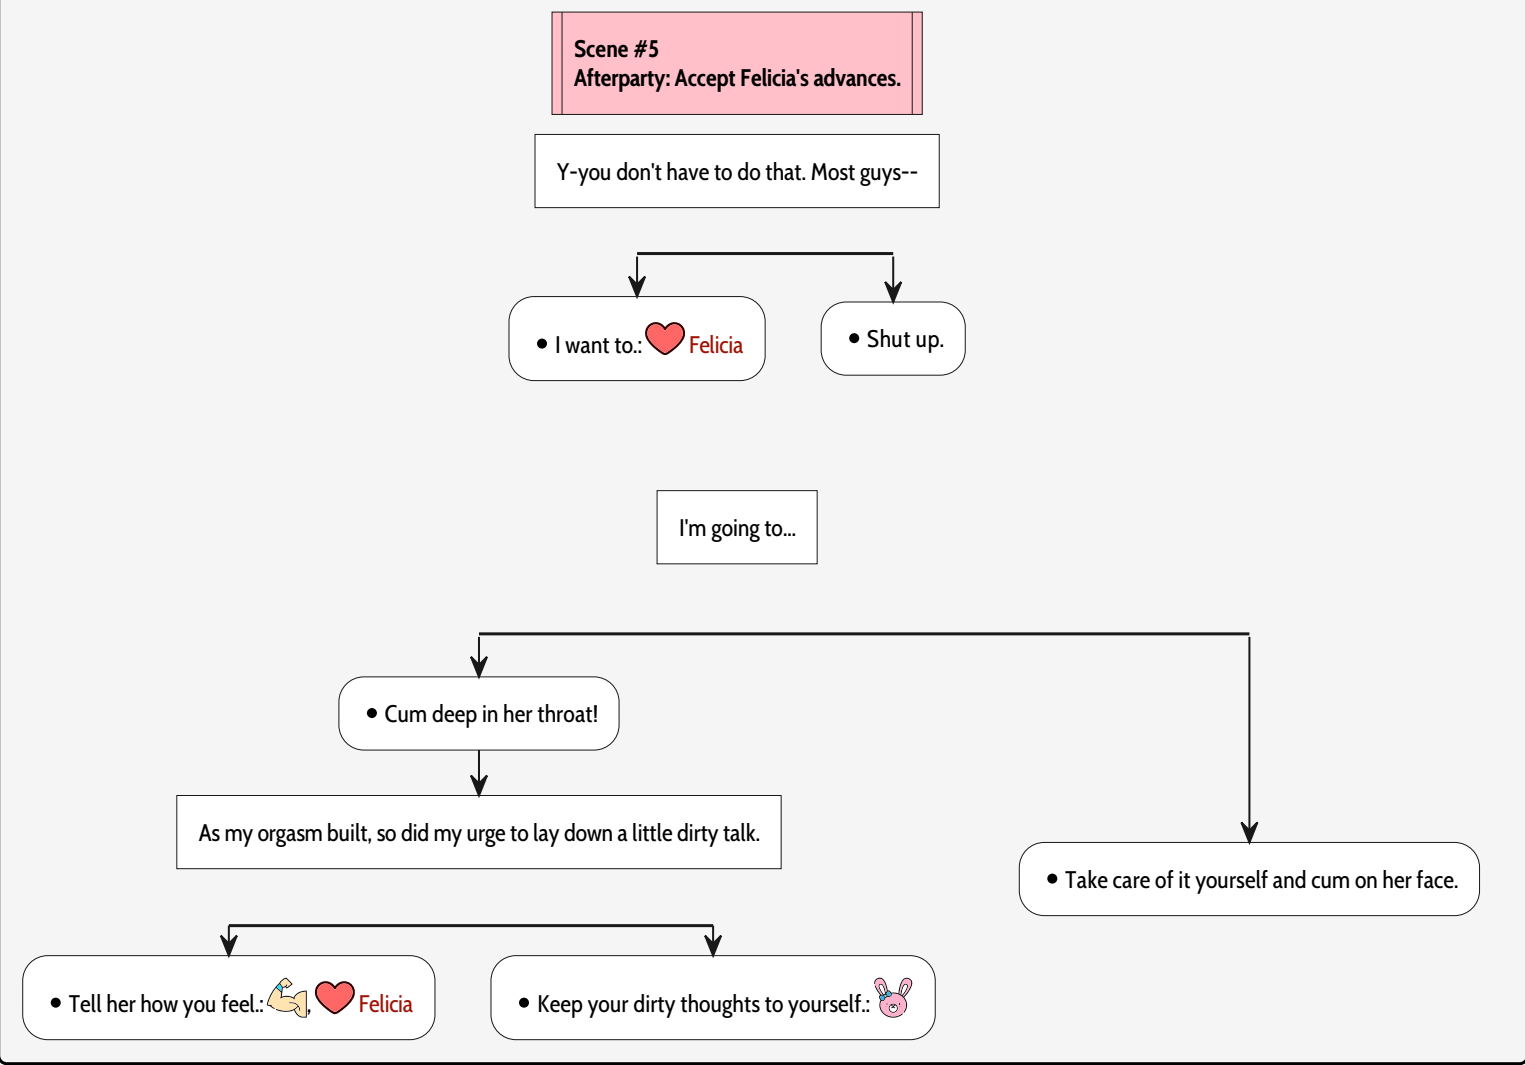 Scene #5
Afterparty: Accept Felicia's advances.
Y-you don't have to do that. Most guys--
• I want to.: Felicia
• Shut up.
I'm going to...
• Cum deep in her throat!
As my orgasm built, so did my urge to lay down a little dirty talk.
• Take care of it yourself and cum on her face.
• Tell her how you feel.: , Felicia
• Keep your dirty thoughts to yourself.: